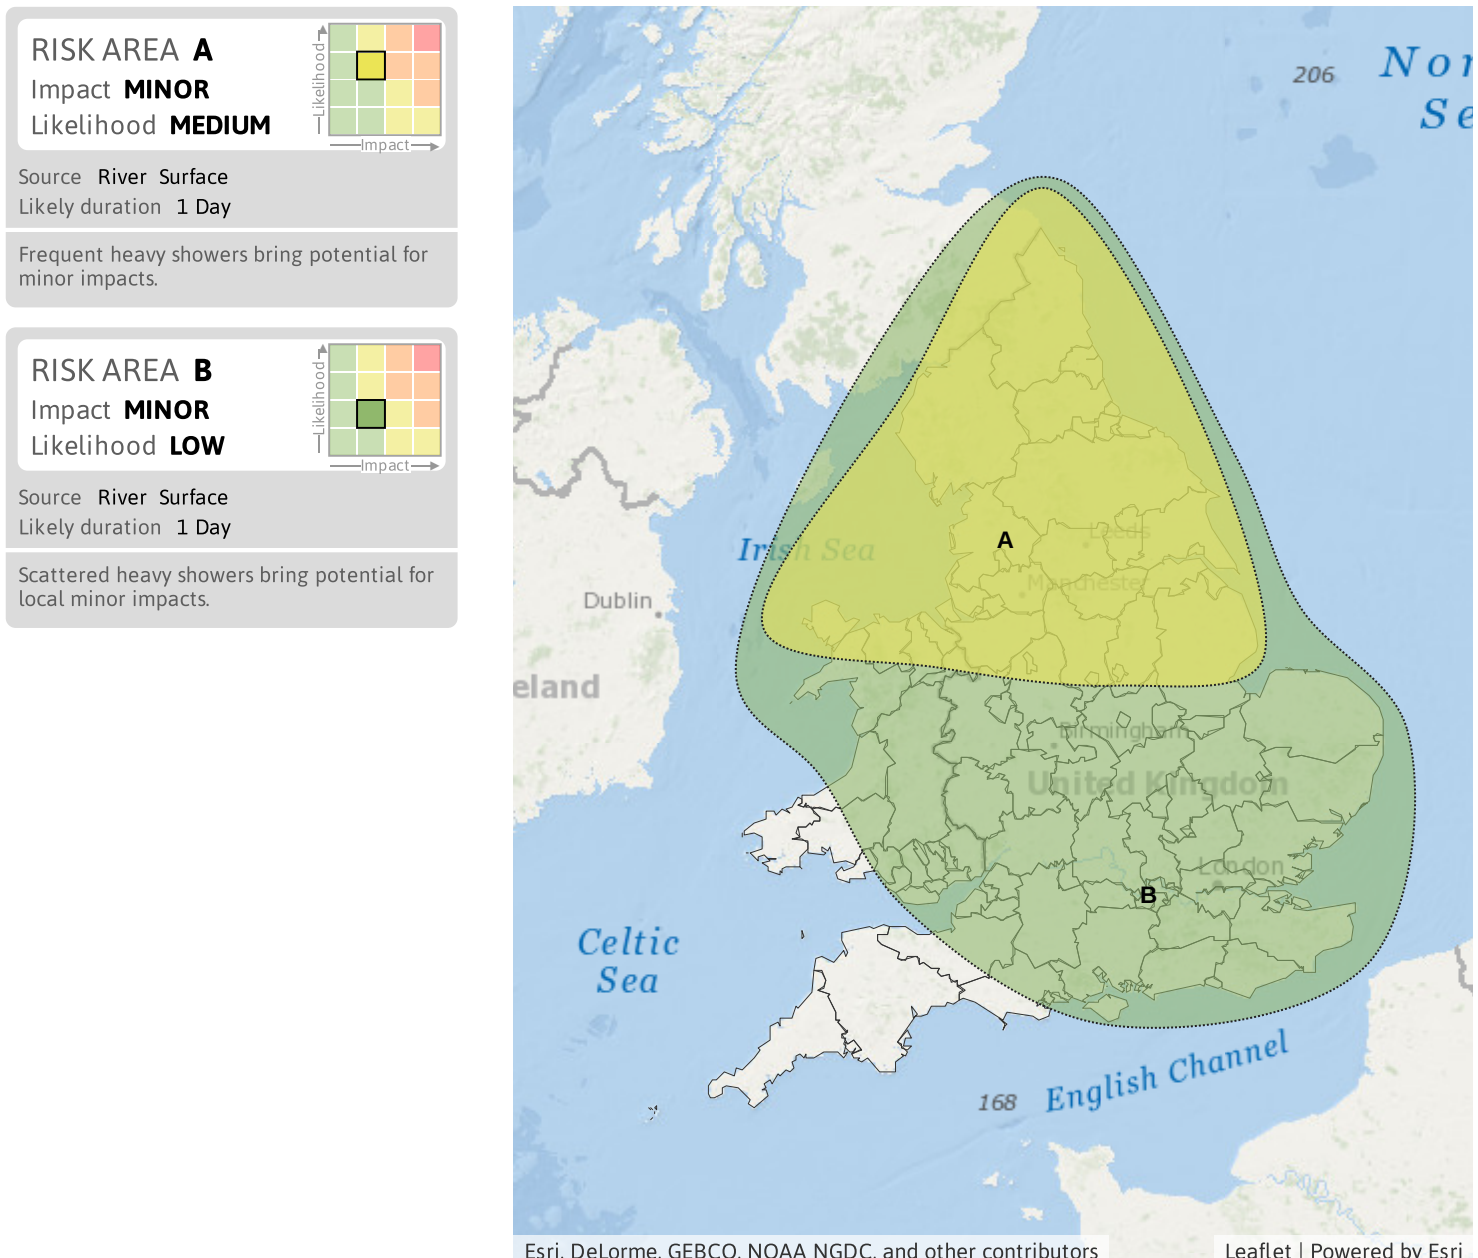 RISK AREA A
Impact MINOR
Likelihood MEDIUM
Likelihood
Impact
Source River Surface
Likely duration 1 Day
Frequent heavy showers bring potential for
minor impacts.
RISK AREA B
Impact MINOR
Likelihood LOW
Likelihood
Impact
Source River Surface
Likely duration 1 Day
Scattered heavy showers bring potential for
local minor impacts.
206
Nor
Se
A
Leeds
Irish Sea
Manchester
Dublin
eland
Birmingham
United Kingdom
London
B
Celtic
Sea
English Channel
168
Esri, DeLorme, GEBCO, NOAA NGDC, and other contributors
Leaflet | Powered by Esri